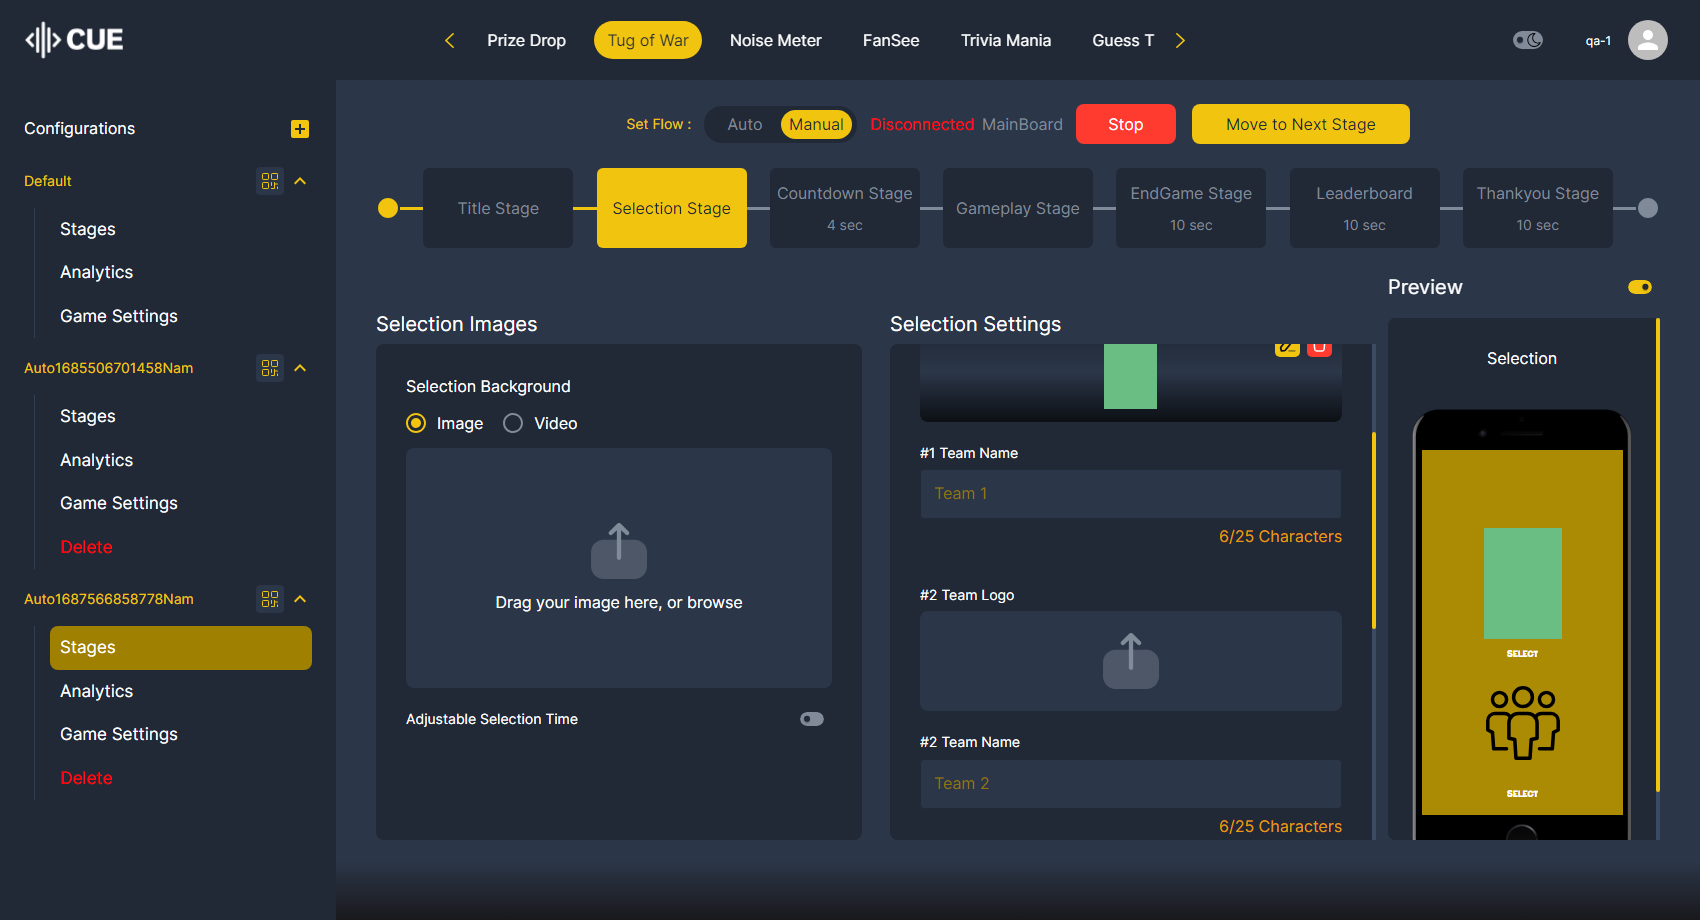 CUE
Prize Drop
Tug of War
Noise Meter
FanSee
Trivia Mania
Guess T
qa-1
Configurations
Default
Stages
Analytics
Game Settings
Auto1685506701458Nam
Stages
Analytics
Game Settings
Delete
Auto1687566858778Nam
Stages
Analytics
Game Settings
Delete
Set Flow :
Auto
Manual
Disconnected MainBoard
Stop
Move to Next Stage
Title Stage
Selection Stage
Countdown Stage
4 sec
Gameplay Stage
EndGame Stage
10 sec
Leaderboard
10 sec
Thankyou Stage
10 sec
Selection Images
Selection Background
Image
Video
Drag your image here, or browse
Adjustable Selection Time
Selection Settings
#1 Team Name
Team 1
6/25 Characters
#2 Team Logo
#2 Team Name
Team 2
6/25 Characters
Preview
Selection
SELECT
SELECT